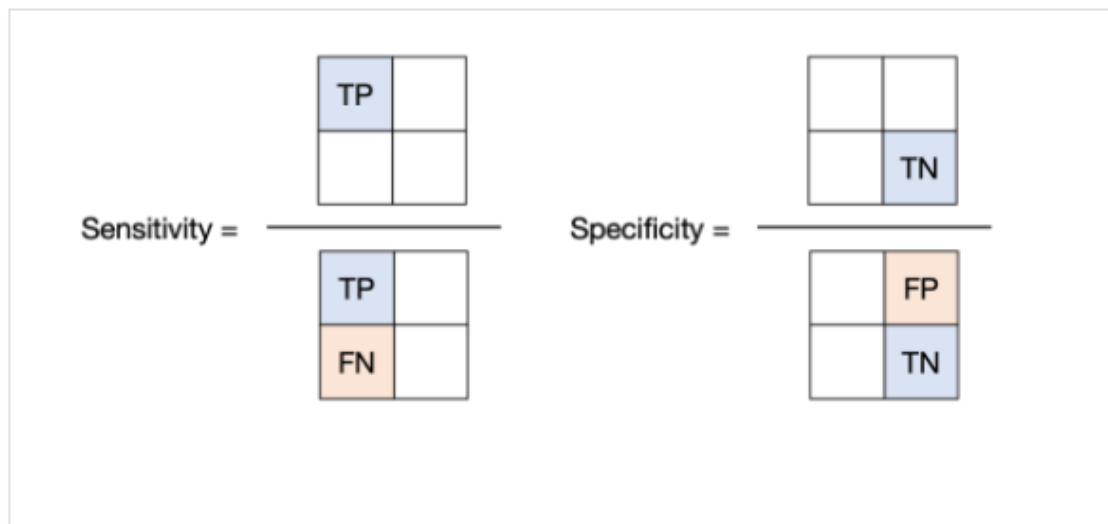 TP
TN
Sensitivity =
Specificity =
TP
FP
FN
TN